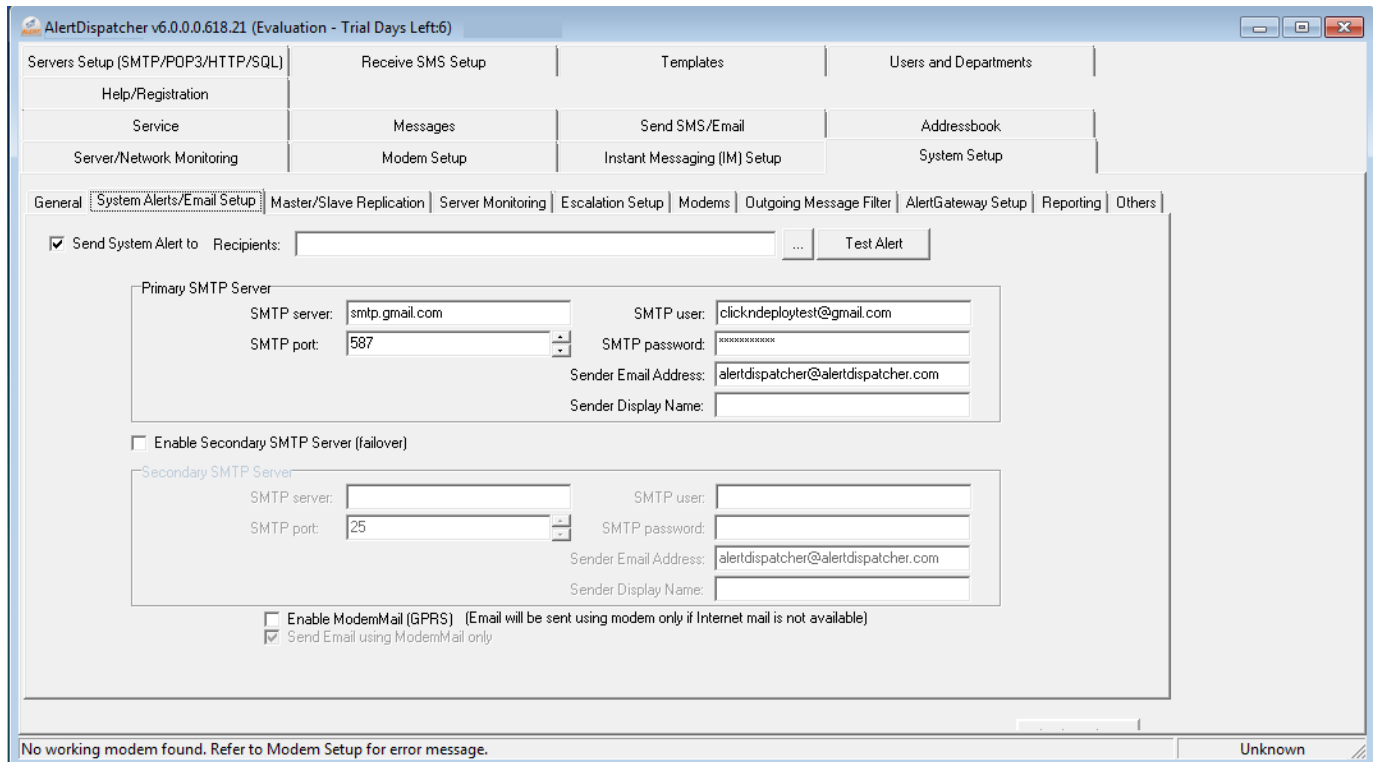 AlertDispatcher v6.0.0.0.618.21 (Evaluation - Trial Days Left:6)
Servers Setup (SMTP/POP3/HTTP/SQL) Receive SMS Setup Templates Users and Departments
Help/Registration
Service Messages Send SMS/Email Addressbook
Server/Network Monitoring Modem Setup Instant Messaging (IM) Setup System Setup
General System Alerts/Email Setup Master/Slave Replication Server Monitoring Escalation Setup Modems Outgoing Message Filter AlertGateway Setup Reporting Others
Send System Alert to Recipients: ... Test Alert
Primary SMTP Server
SMTP server: smtp.gmail.com SMTP user: clickndeploytest@gmail.com
SMTP port: 587 SMTP password: xxxxxxxxxxx
Sender Email Address: alertdispatcher@alertdispatcher.com
Sender Display Name:
Enable Secondary SMTP Server (failover)
Secondary SMTP Server
SMTP server: SMTP user:
SMTP port: 25 SMTP password:
Sender Email Address: alertdispatcher@alertdispatcher.com
Sender Display Name:
Enable ModemMail (GPRS) (Email will be sent using modem only if Internet mail is not available)
Send Email using ModemMail only
No working modem found. Refer to Modem Setup for error message. Unknown